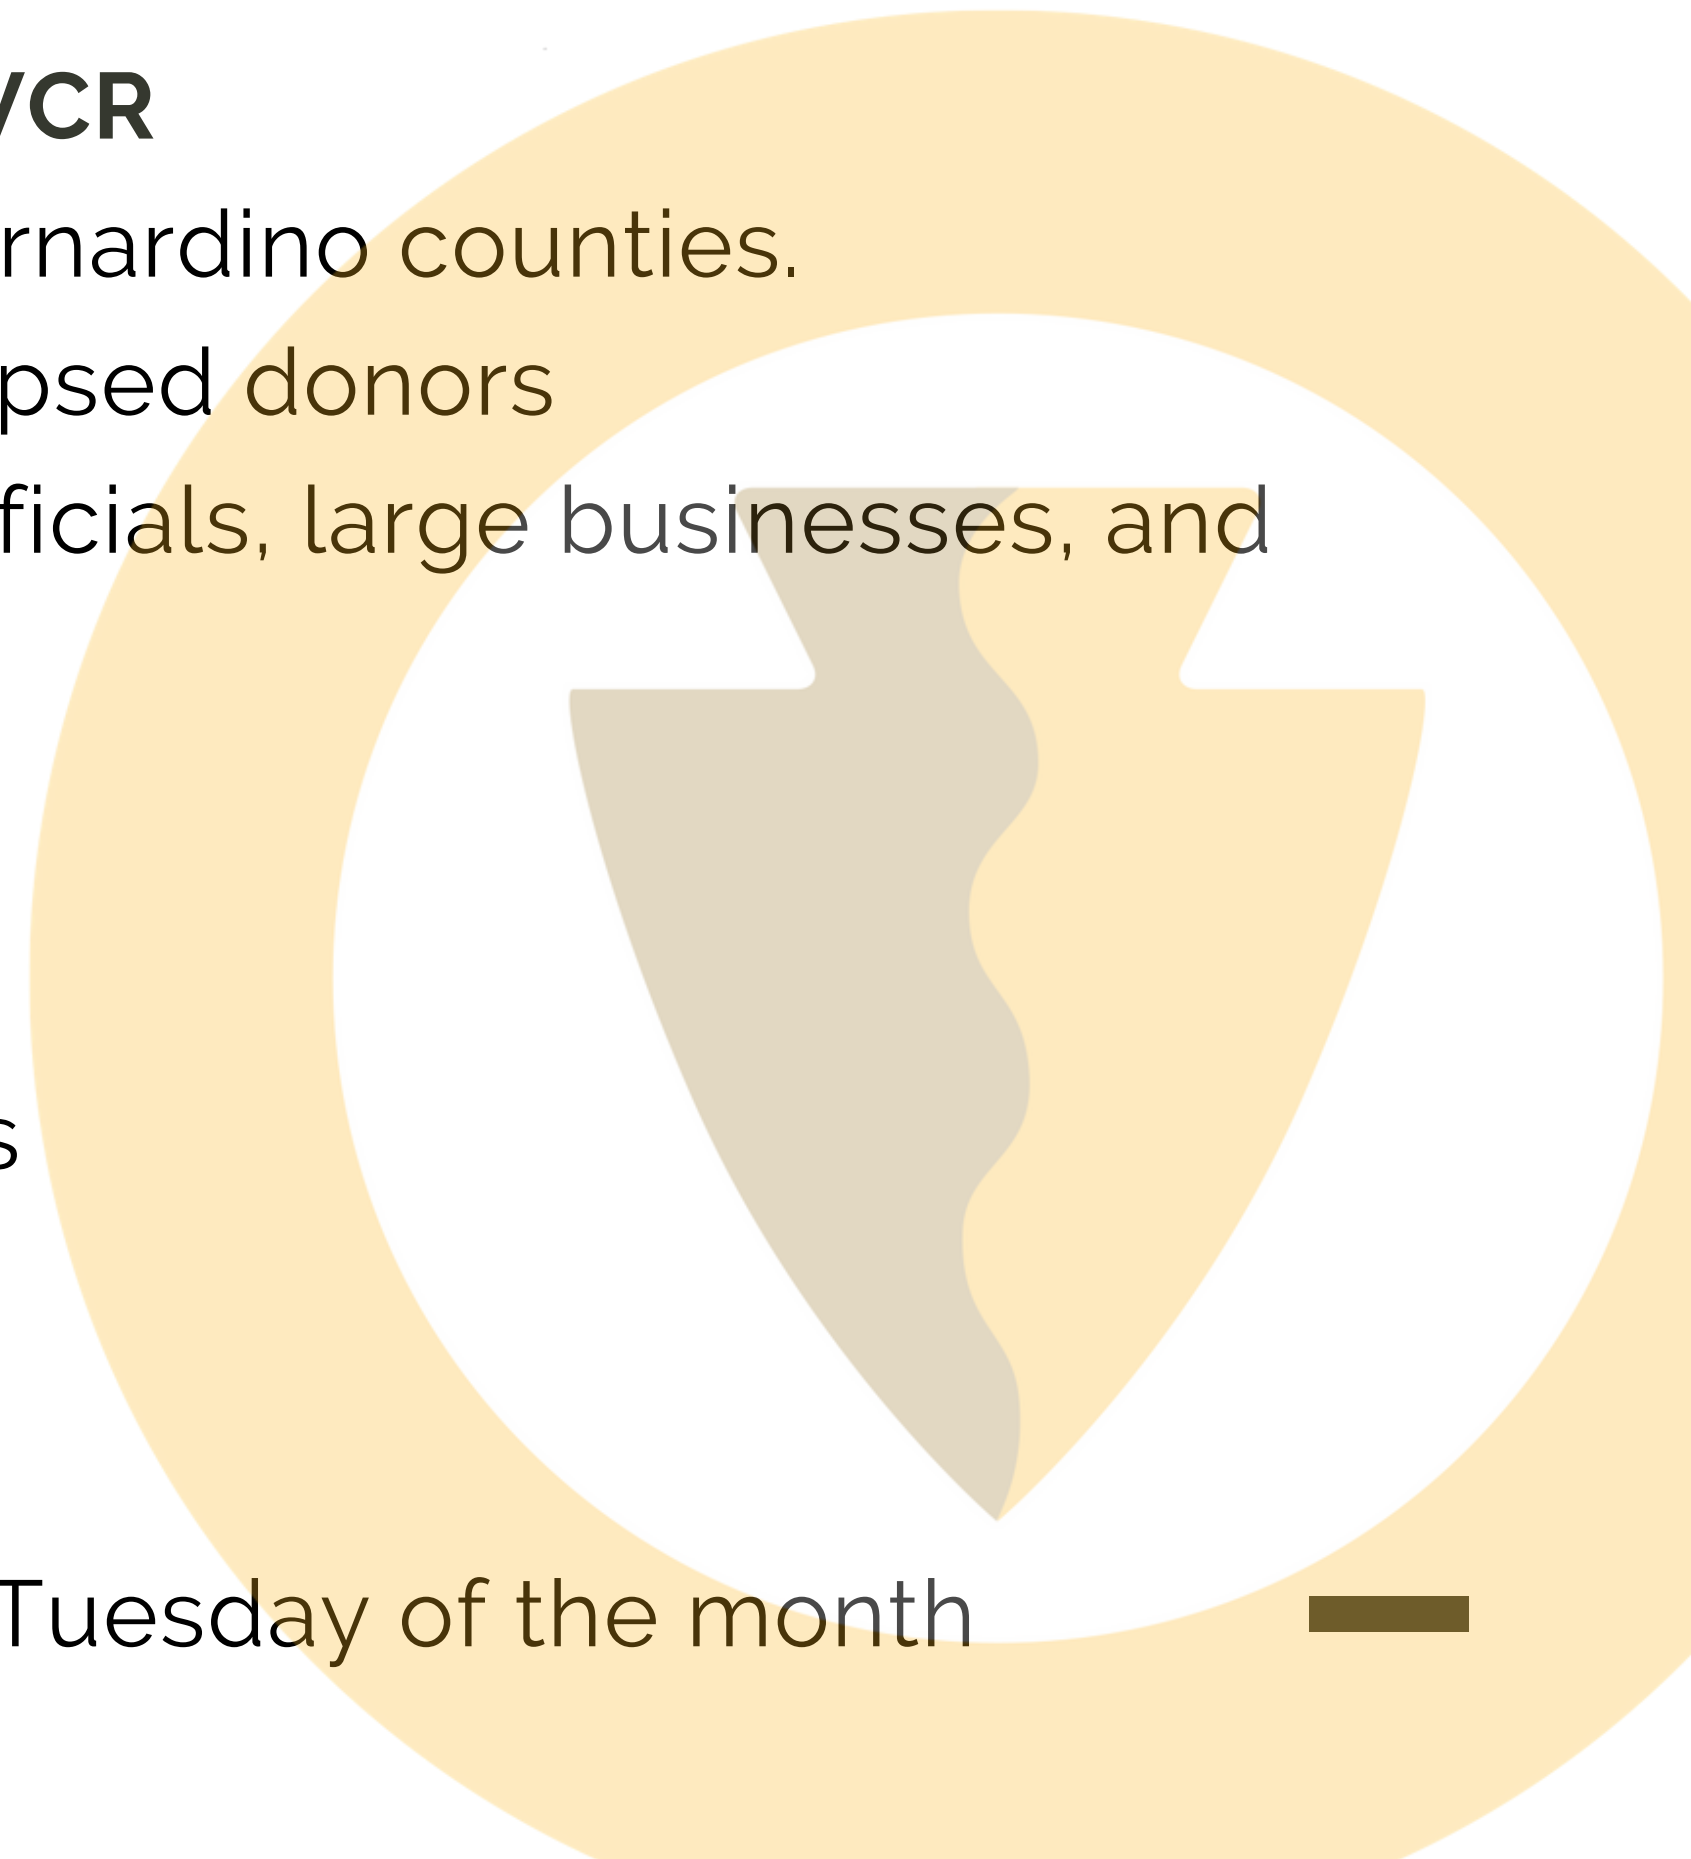 VCR
rnardino counties.
psed donors
ficials, large businesses, and
s
Tuesday of the month